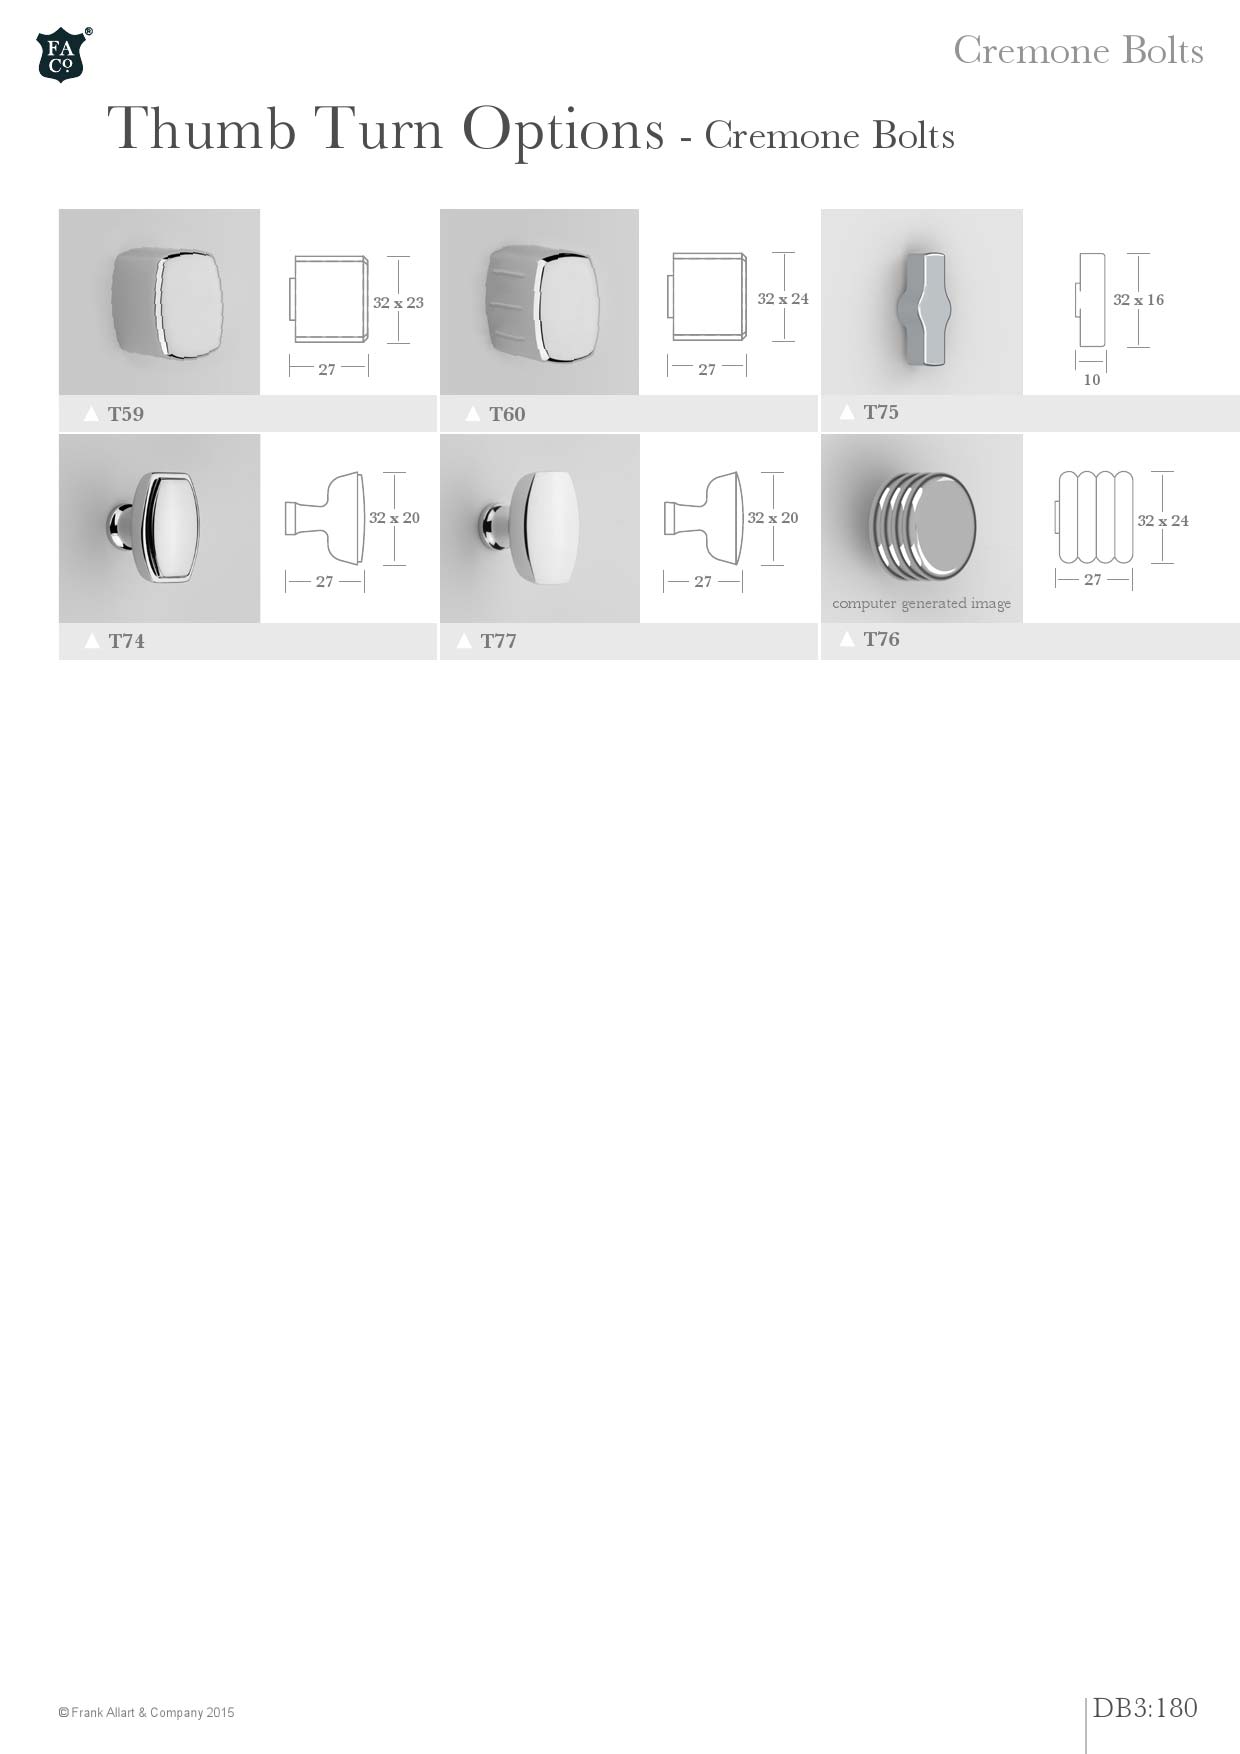 FA
Co.
®
Cremone Bolts
Thumb Turn Options - Cremone Bolts
32 x 23
27
T59
32 x 24
27
T60
32 x 16
10
T75
32 x 20
27
T74
32 x 20
27
T77
32 x 24
27
computer generated image
T76
© Frank Allart & Company 2015
DB3:180